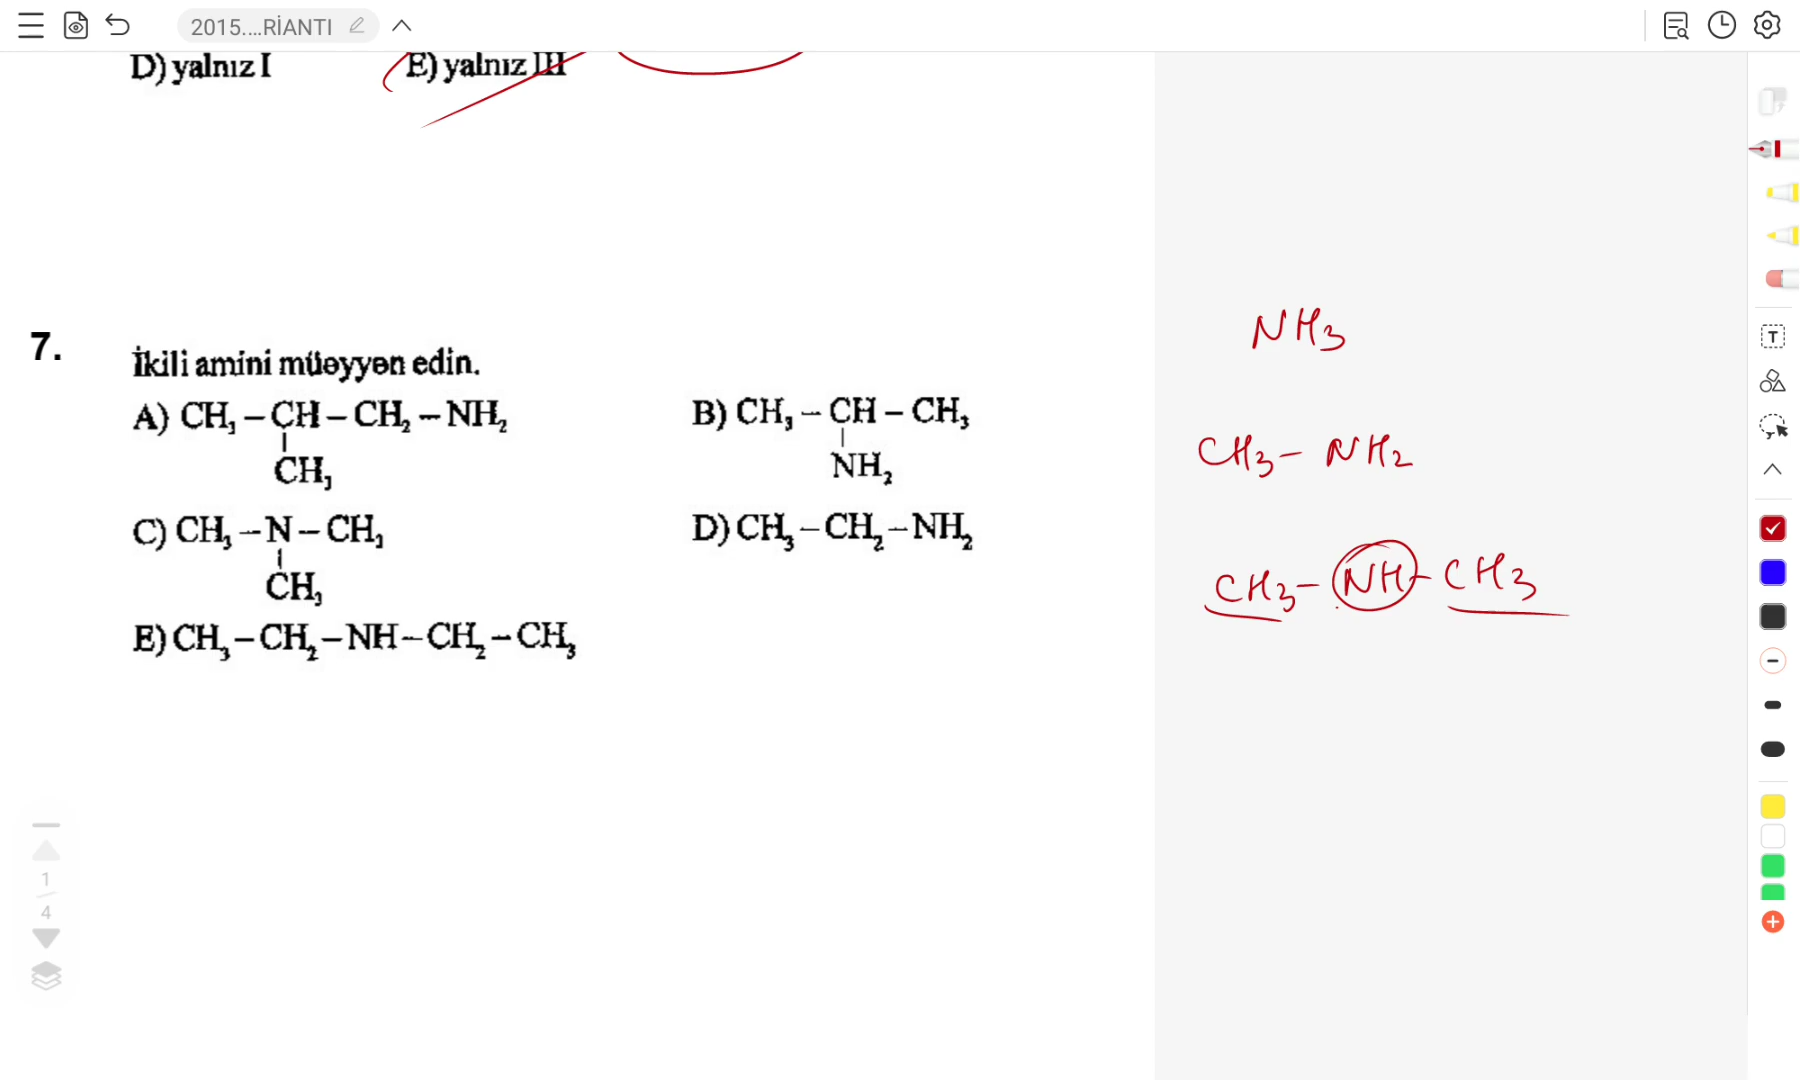 2015....RİANTI
D) yalnız I
E) yalnız III
7.
İkili amini müəyyən edin.
A) CH₃ – CH – CH₂ – NH₂
CH₃
B) CH₃ – CH – CH₃
NH₂
C) CH₃ – N – CH₃
CH₃
D) CH₃ – CH₂ – NH₂
E) CH₃ – CH₂ – NH – CH₂ – CH₃
NH₃
CH₃ – NH₂
CH₃ – NH – CH₃
1
4
T